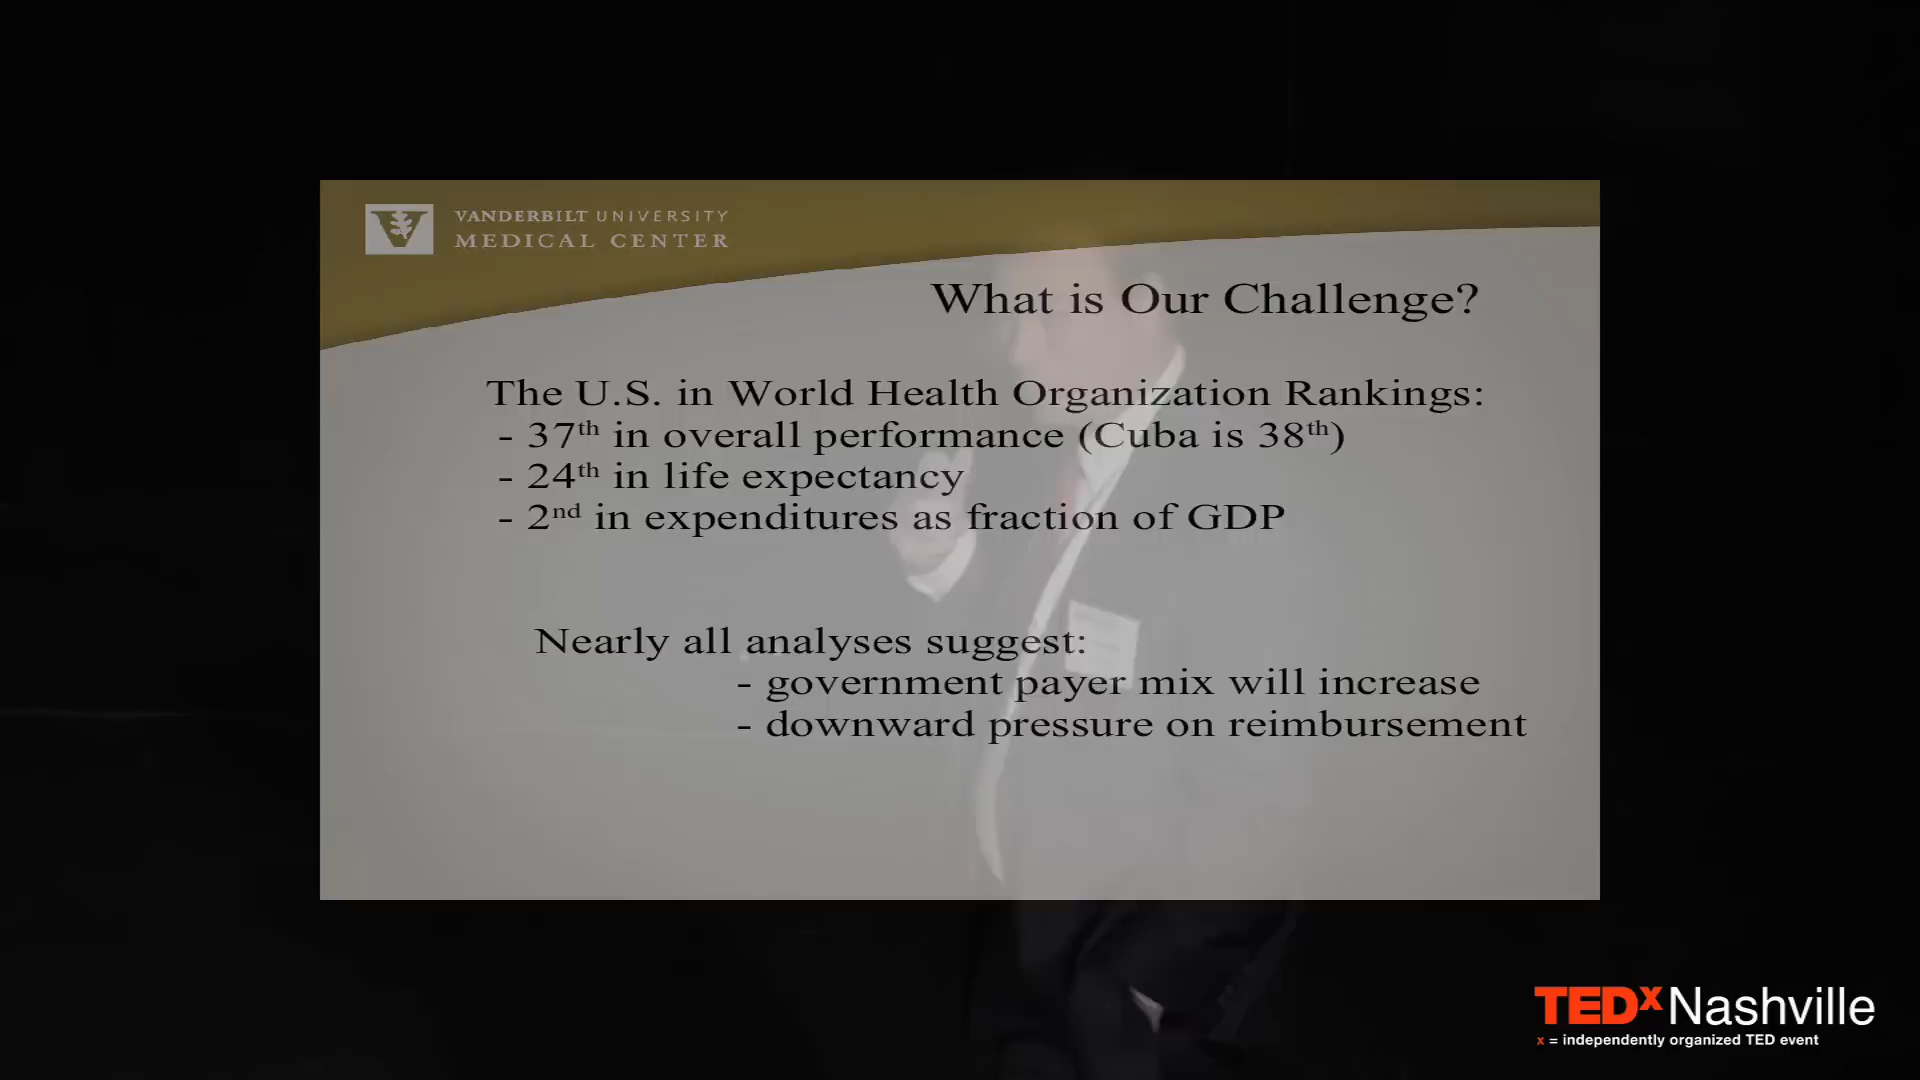 VANDERBILT UNIVERSITY
MEDICAL CENTER
What is Our Challenge?
The U.S. in World Health Organization Rankings:
- 37th in overall performance (Cuba is 38th)
- 24th in life expectancy
- 2nd in expenditures as fraction of GDP
Nearly all analyses suggest:
- government payer mix will increase
- downward pressure on reimbursement
TEDx Nashville
x = independently organized TED event